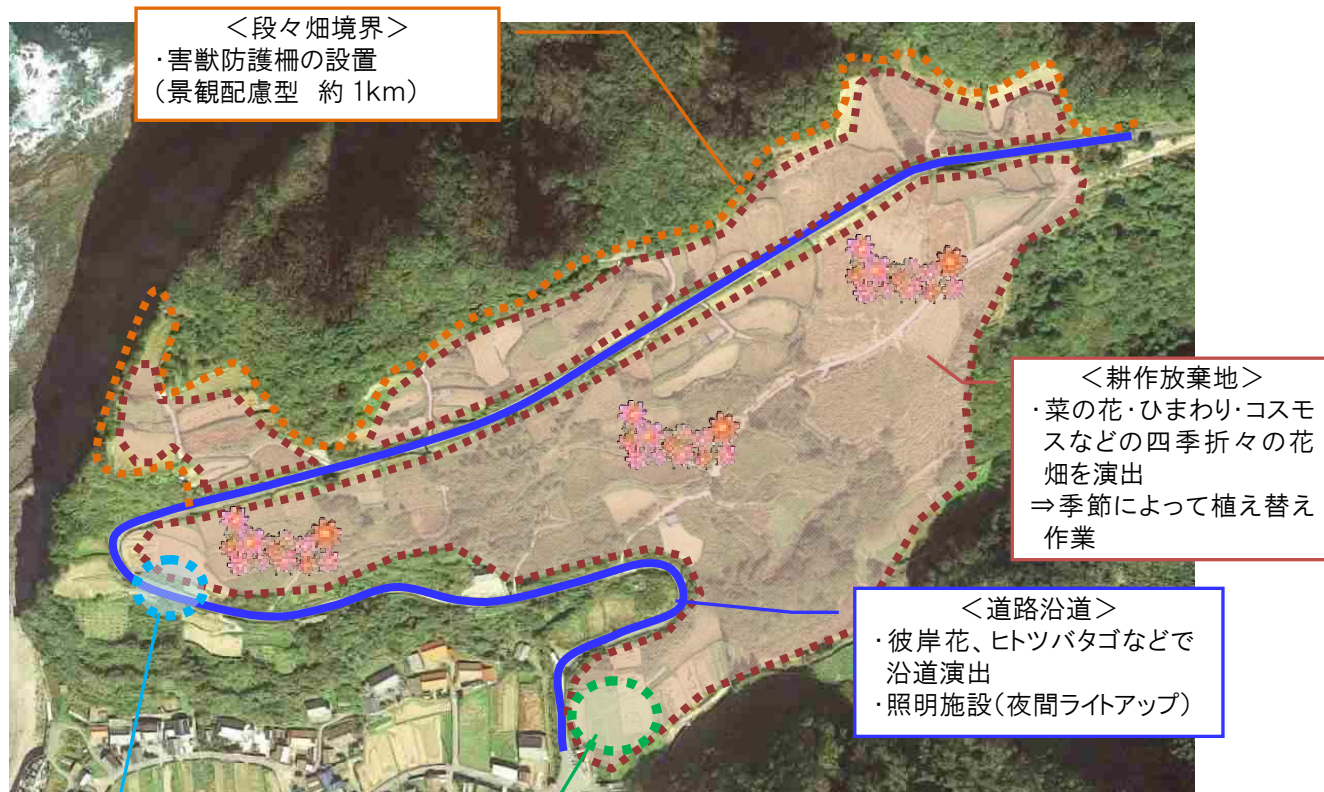 ＜段々畑境界＞
・害獣防護柵の設置
（景観配慮型 約1km）
＜耕作放棄地＞
・菜の花・ひまわり・コスモ
スなどの四季折々の花
畑を演出
⇒季節によって植え替え
作業
＜道路沿道＞
・彼岸花、ヒトツバタゴなどで
沿道演出
・照明施設（夜間ライトアップ）